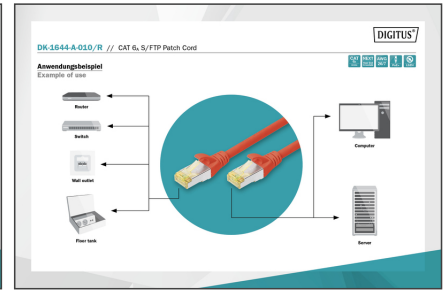 DIGITUS®
DK-1644-A-010/R // CAT 6A S/FTP Patch Cord
Anwendungsbeispiel
Example of use
Router
Switch
Wall outlet
Floor tank
Computer
Server